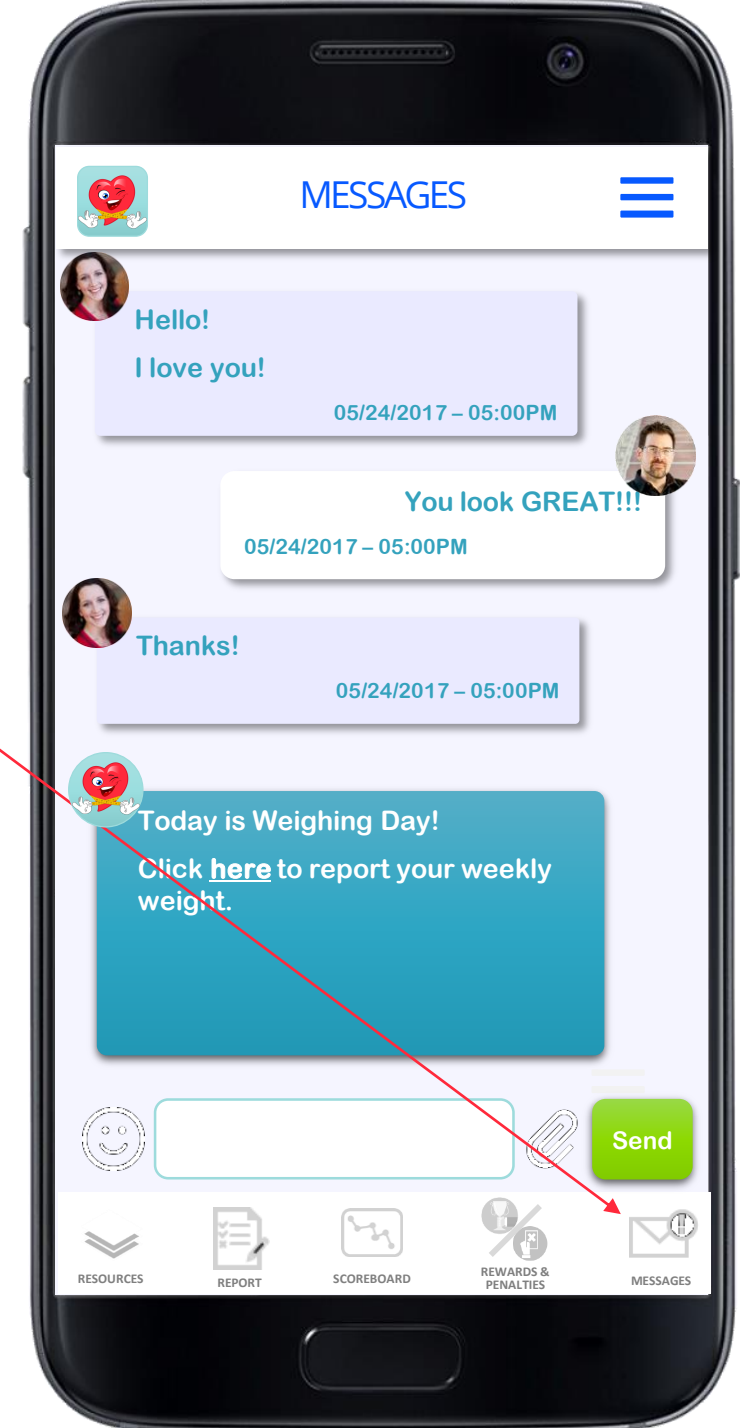 MESSAGES
Hello!
I love you!
05/24/2017 – 05:00PM
You look GREAT!!!
05/24/2017 – 05:00PM
Thanks!
05/24/2017 – 05:00PM
Today is Weighing Day!
Click here to report your weekly
weight.
Send
RESOURCES
REPORT
SCOREBOARD
REWARDS &
PENALTIES
MESSAGES